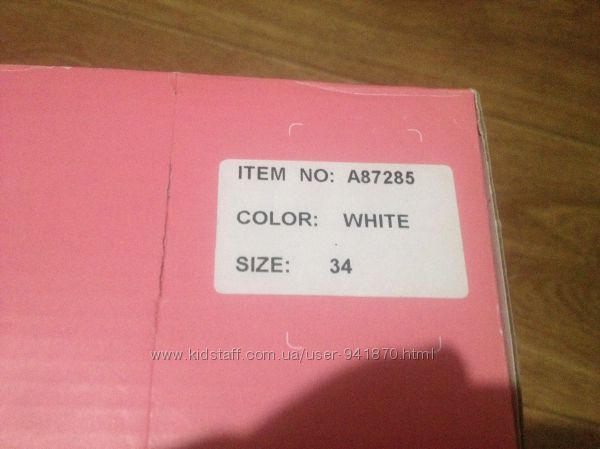 ITEM NO: A87285
COLOR: WHITE
SIZE: 34
www.kidstaff.com.ua/user-941870.html